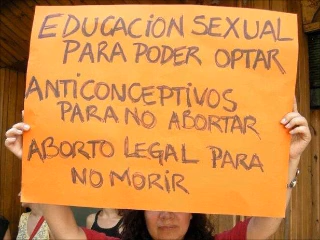 EDUCACION SEXUAL
PARA PODER OPTAR
ANTICONCEPTIVOS
PARA NO ABORTAR
ABORTO LEGAL PARA
NO MORIR